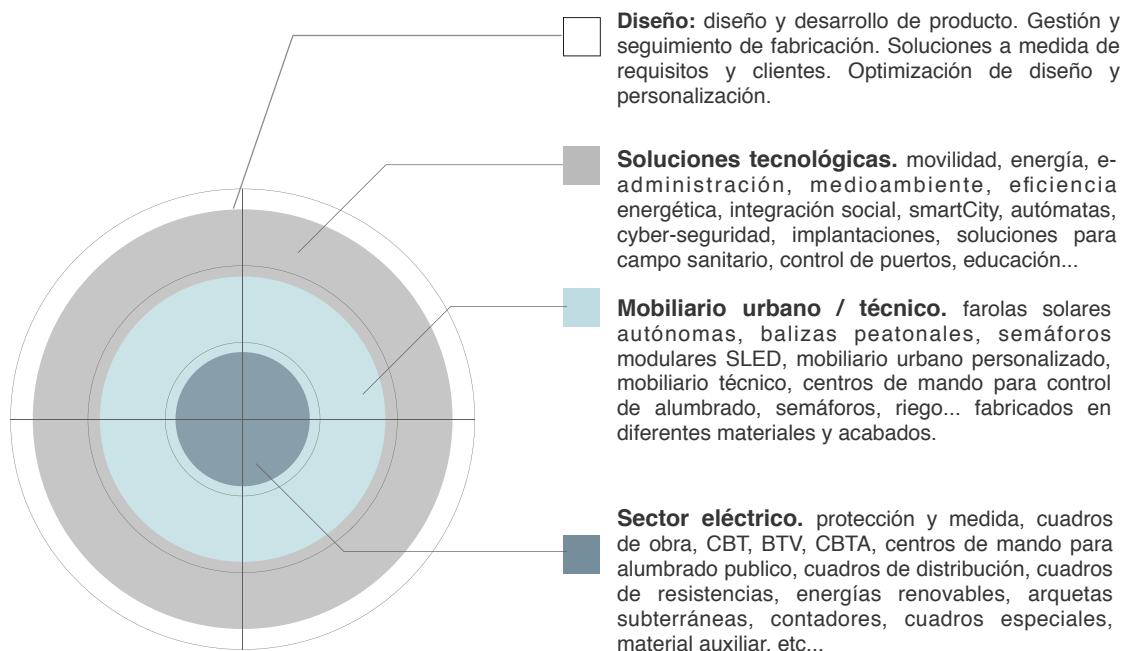 Diseño: diseño y desarrollo de producto. Gestión y
seguimiento de fabricación. Soluciones a medida de
requisitos y clientes. Optimización de diseño y
personalización.
Soluciones tecnológicas. movilidad, energía, e-
administración, medioambiente, eficiencia
energética, integración social, smartCity, autómatas,
cyber-seguridad, implantaciones, soluciones para
campo sanitario, control de puertos, educación...
Mobiliario urbano / técnico. farolas solares
autónomas, balizas peatonales, semáforos
modulares SLED, mobiliario urbano personalizado,
mobiliario técnico, centros de mando para control
de alumbrado, semáforos, riego... fabricados en
diferentes materiales y acabados.
Sector eléctrico. protección y medida, cuadros
de obra, CBT, BTV, CBTA, centros de mando para
alumbrado publico, cuadros de distribución, cuadros
de resistencias, energías renovables, arquetas
subterráneas, contadores, cuadros especiales,
material auxiliar, etc...